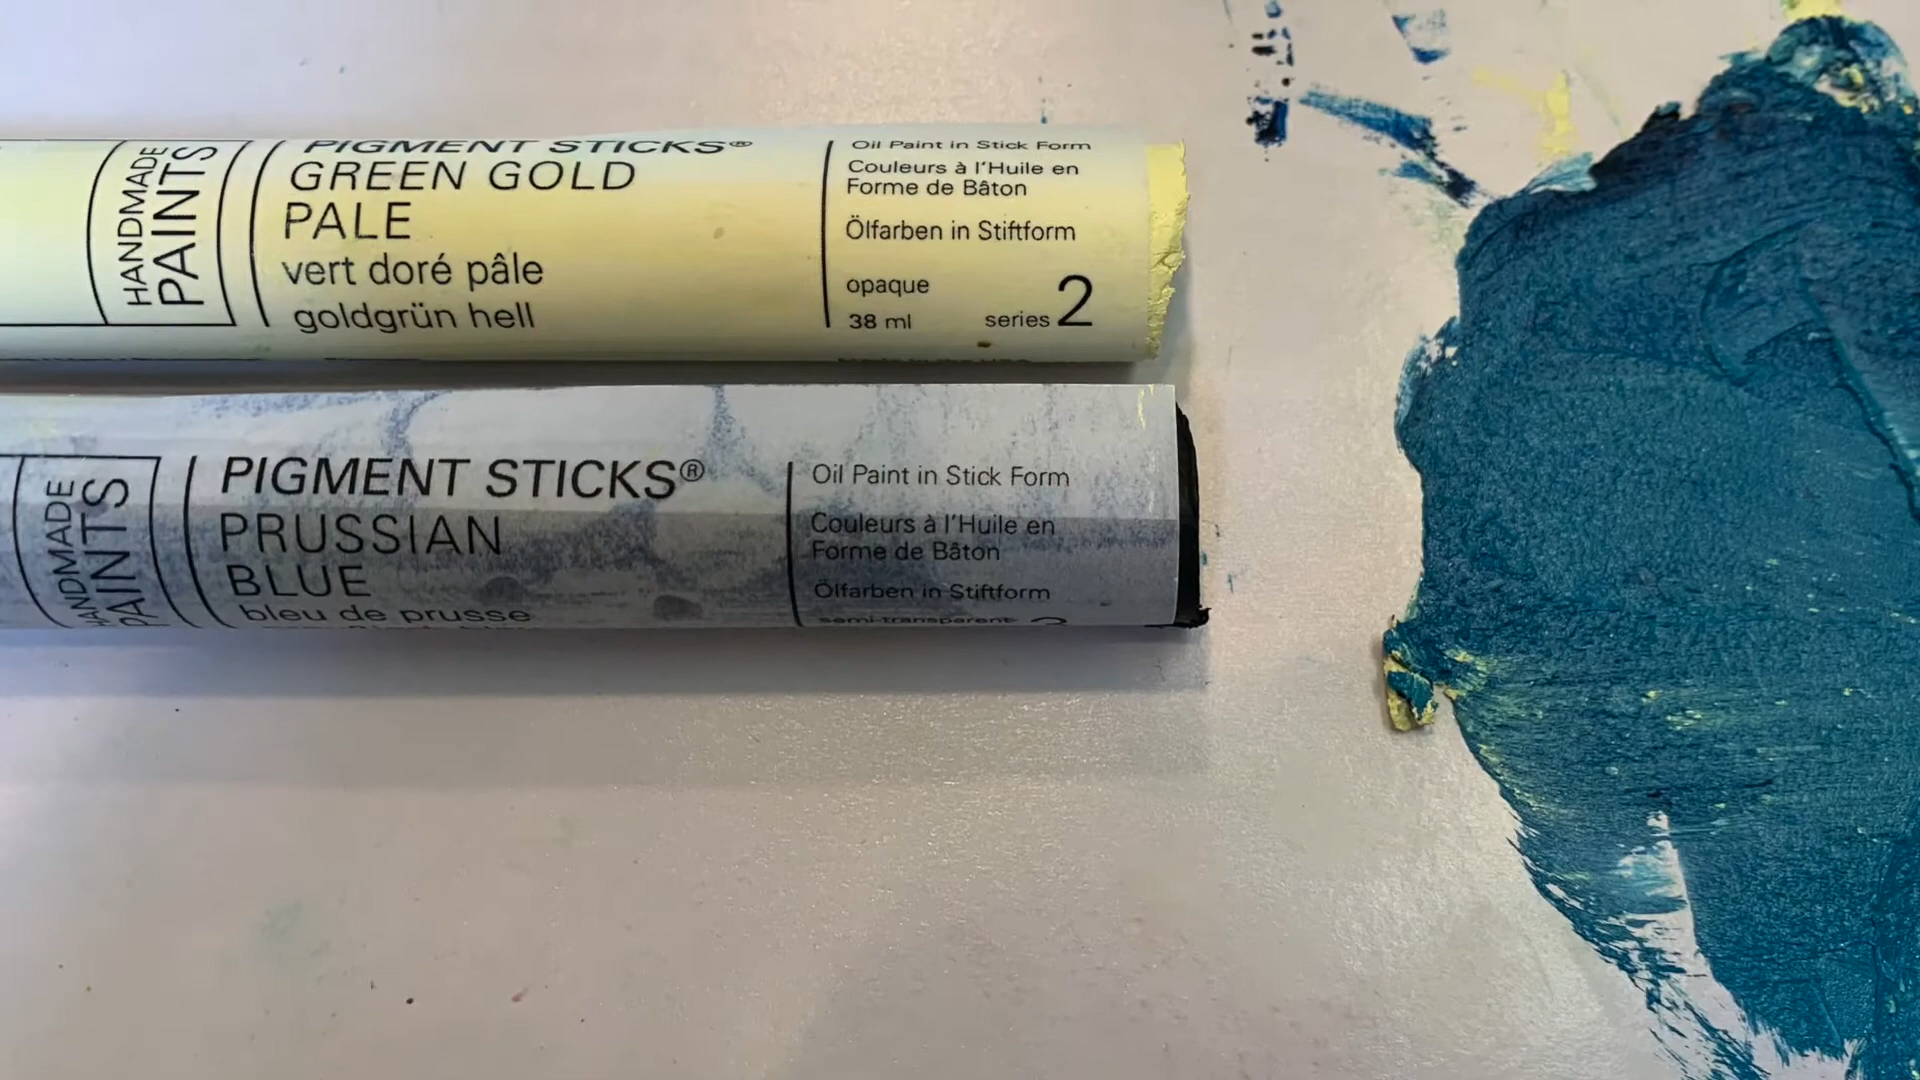 HANDMADE
PAINTS
PIGMENT STICKS®
GREEN GOLD
PALE
vert doré pâle
goldgrün hell
Oil Paint in Stick Form
Couleurs à l'Huile en
Forme de Bâton
Ölfarben in Stiftform
opaque
38 ml
series 2
HANDMADE
PAINTS
PIGMENT STICKS®
PRUSSIAN
BLUE
bleu de prusse
Oil Paint in Stick Form
Couleurs à l'Huile en
Forme de Bâton
Ölfarben in Stiftform
semi-transparent